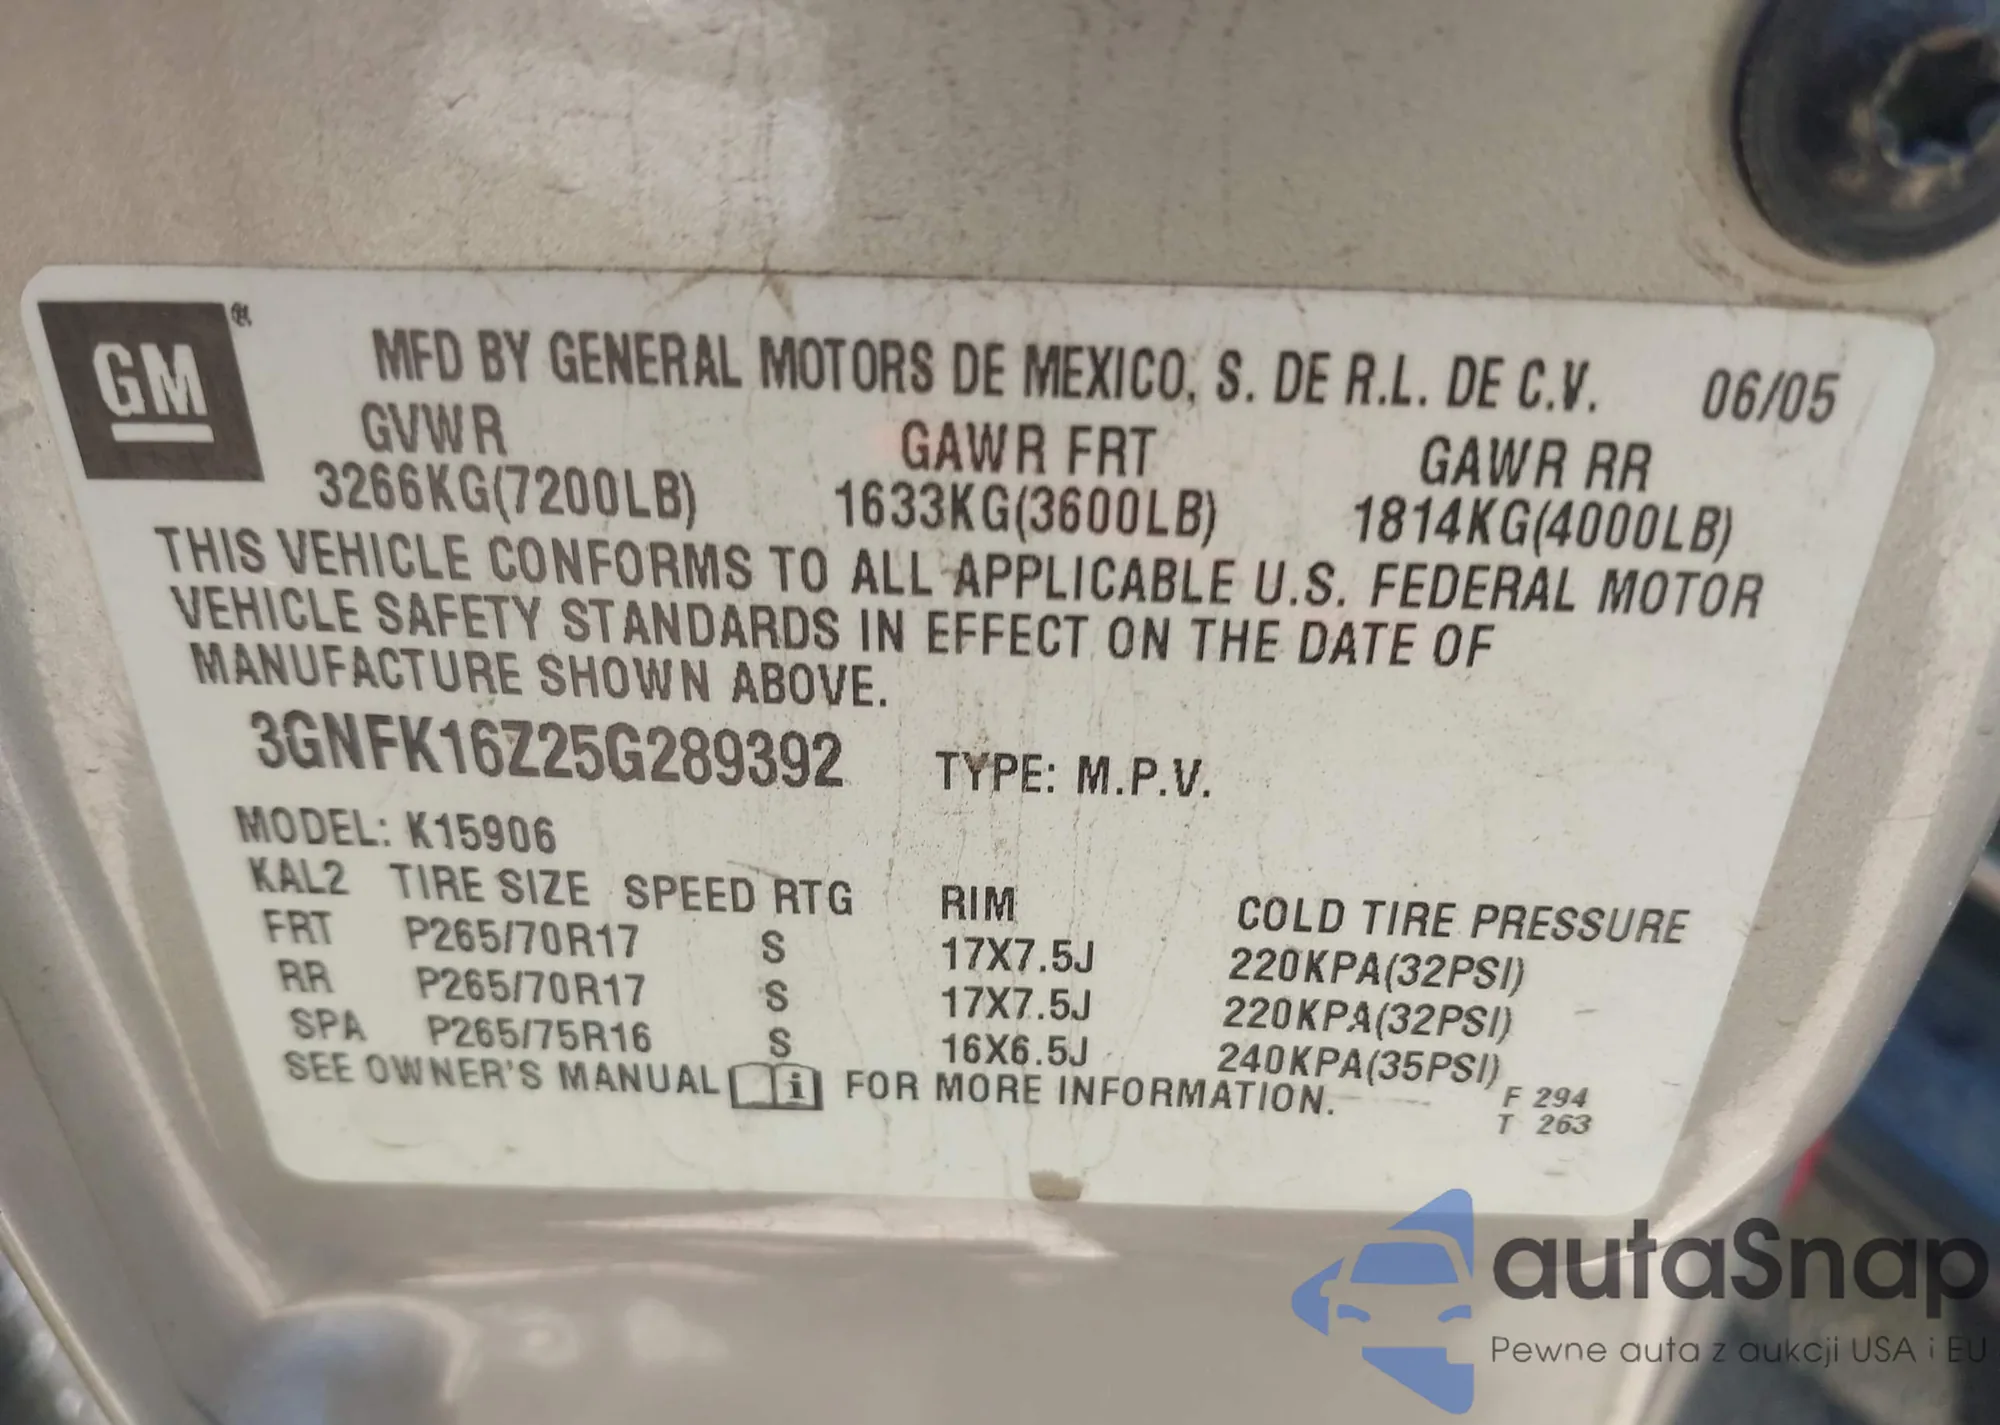 GM®
MFD BY GENERAL MOTORS DE MEXICO, S. DE R.L. DE C.V. 06/05
GVWR GAWR FRT GAWR RR
3266KG(7200LB) 1633KG(3600LB) 1814KG(4000LB)
THIS VEHICLE CONFORMS TO ALL APPLICABLE U.S. FEDERAL MOTOR
VEHICLE SAFETY STANDARDS IN EFFECT ON THE DATE OF
MANUFACTURE SHOWN ABOVE.
3GNFK16Z25G289392 TYPE: M.P.V.
MODEL: K15906
KAL2 TIRE SIZE SPEED RTG RIM COLD TIRE PRESSURE
FRT P265/70R17 S 17X7.5J 220KPA(32PSI)
RR P265/70R17 S 17X7.5J 220KPA(32PSI)
SPA P265/75R16 S 16X6.5J 240KPA(35PSI)
SEE OWNER'S MANUAL i FOR MORE INFORMATION.
F 294
T 263
autaSnap
Pewne auta z aukcji USA i EU